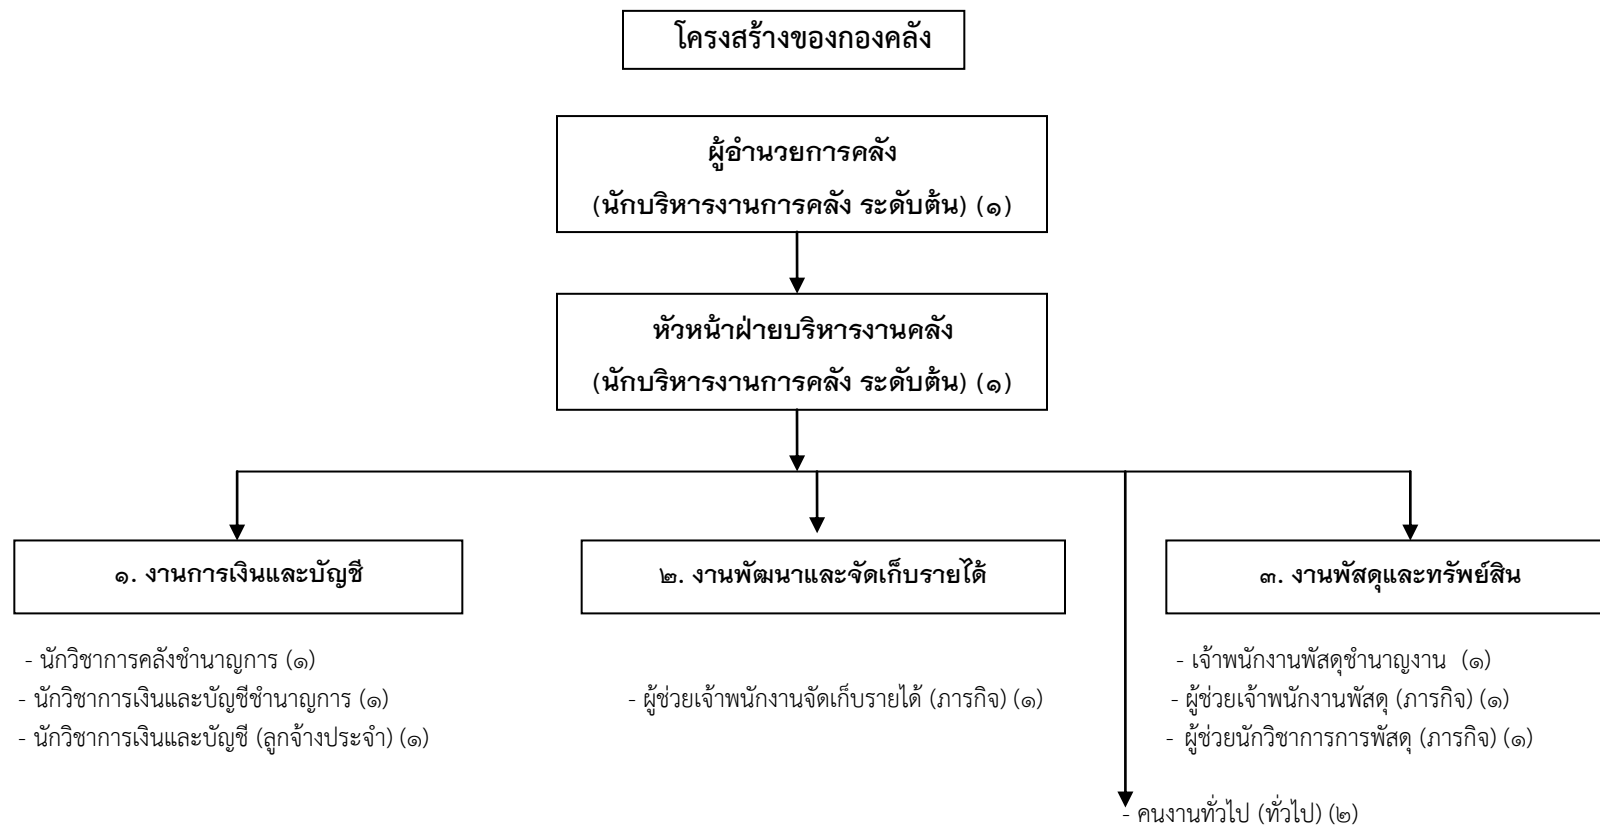 โครงสร้างของกองคลัง
ผู้อำนวยการคลัง
(นักบริหารงานการคลัง ระดับต้น) (๑)
หัวหน้าฝ่ายบริหารงานคลัง
(นักบริหารงานการคลัง ระดับต้น) (๑)
๑. งานการเงินและบัญชี
- นักวิชาการคลังชำนาญการ (๑)
- นักวิชาการเงินและบัญชีชำนาญการ (๑)
- นักวิชาการเงินและบัญชี (ลูกจ้างประจำ) (๑)
๒. งานพัฒนาและจัดเก็บรายได้
- ผู้ช่วยเจ้าพนักงานจัดเก็บรายได้ (ภารกิจ) (๑)
๓. งานพัสดุและทรัพย์สิน
- เจ้าพนักงานพัสดุชำนาญงาน (๑)
- ผู้ช่วยเจ้าพนักงานพัสดุ (ภารกิจ) (๑)
- ผู้ช่วยนักวิชาการการพัสดุ (ภารกิจ) (๑)
- คนงานทั่วไป (ทั่วไป) (๒)